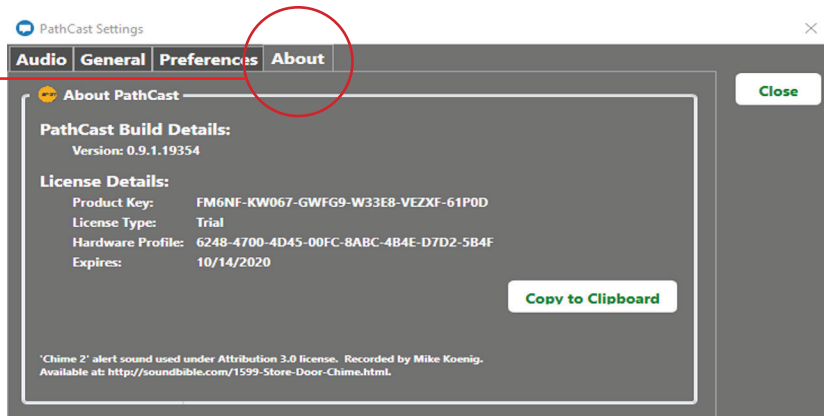 PathCast Settings
Audio General Preferences About
Close
About PathCast
PathCast Build Details:
Version: 0.9.1.19354
License Details:
Product Key: FM6NF-KW067-GWFG9-W33E8-VEZXF-61P0D
License Type: Trial
Hardware Profile: 6248-4700-4D45-00FC-8ABC-4B4E-D7D2-5B4F
Expires: 10/14/2020
Copy to Clipboard
'Chime 2' alert sound used under Attribution 3.0 license. Recorded by Mike Koenig.
Available at: http://soundbible.com/1599-Store-Door-Chime.html.